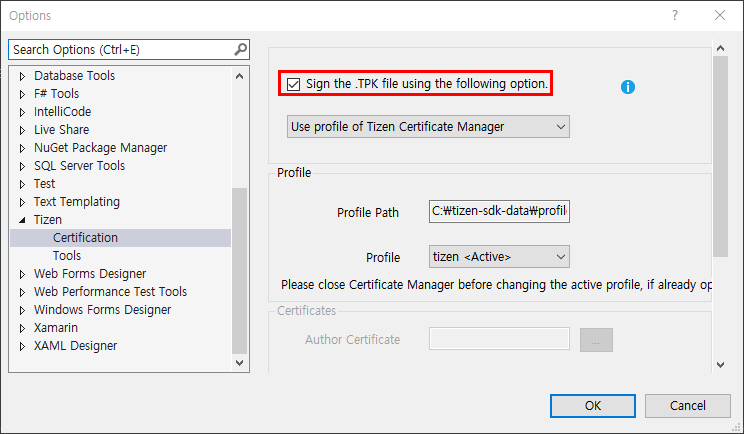 Options
Search Options (Ctrl+E)
Database Tools
F# Tools
IntelliCode
Live Share
NuGet Package Manager
SQL Server Tools
Test
Text Templating
Tizen
Certification
Tools
Web Forms Designer
Web Performance Test Tools
Windows Forms Designer
Xamarin
XAML Designer
Sign the .TPK file using the following option.
Use profile of Tizen Certificate Manager
Profile
Profile Path
C:₩tizen-sdk-data₩profile
Profile
tizen <Active>
Please close Certificate Manager before changing the active profile, if already op
Certificates
Author Certificate
...
OK
Cancel